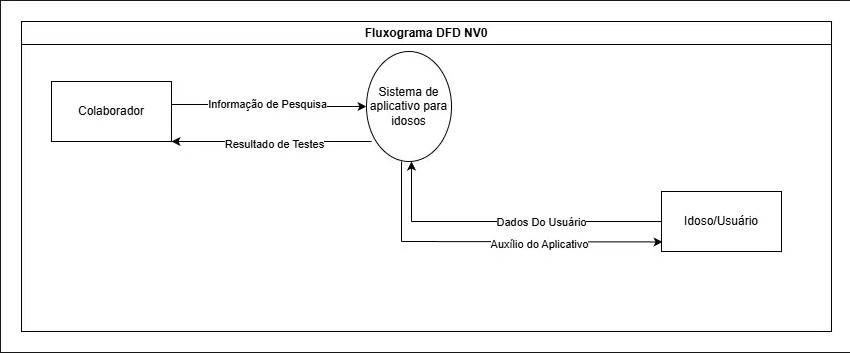 Fluxograma DFD NV0
Colaborador
Informação de Pesquisa
Resultado de Testes
Sistema de
aplicativo para
idosos
Dados Do Usuário
Auxílio do Aplicativo
Idoso/Usuário